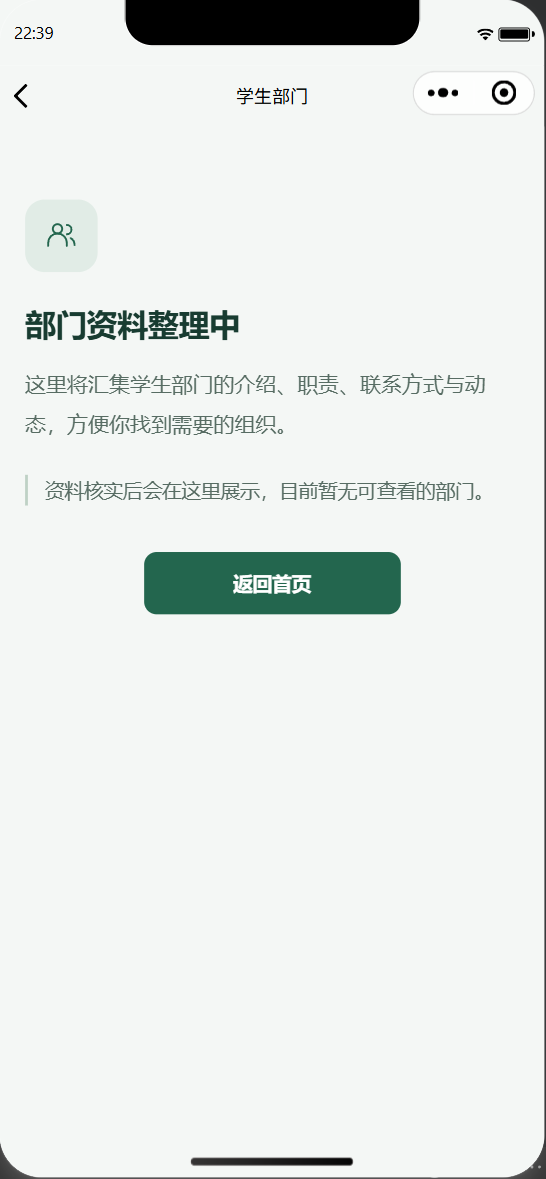 22:39
学生部门
部门资料整理中
这里将汇集学生部门的介绍、职责、联系方式与动
态，方便你找到需要的组织。
资料核实后会在这里展示，目前暂无可查看的部门。
返回首页